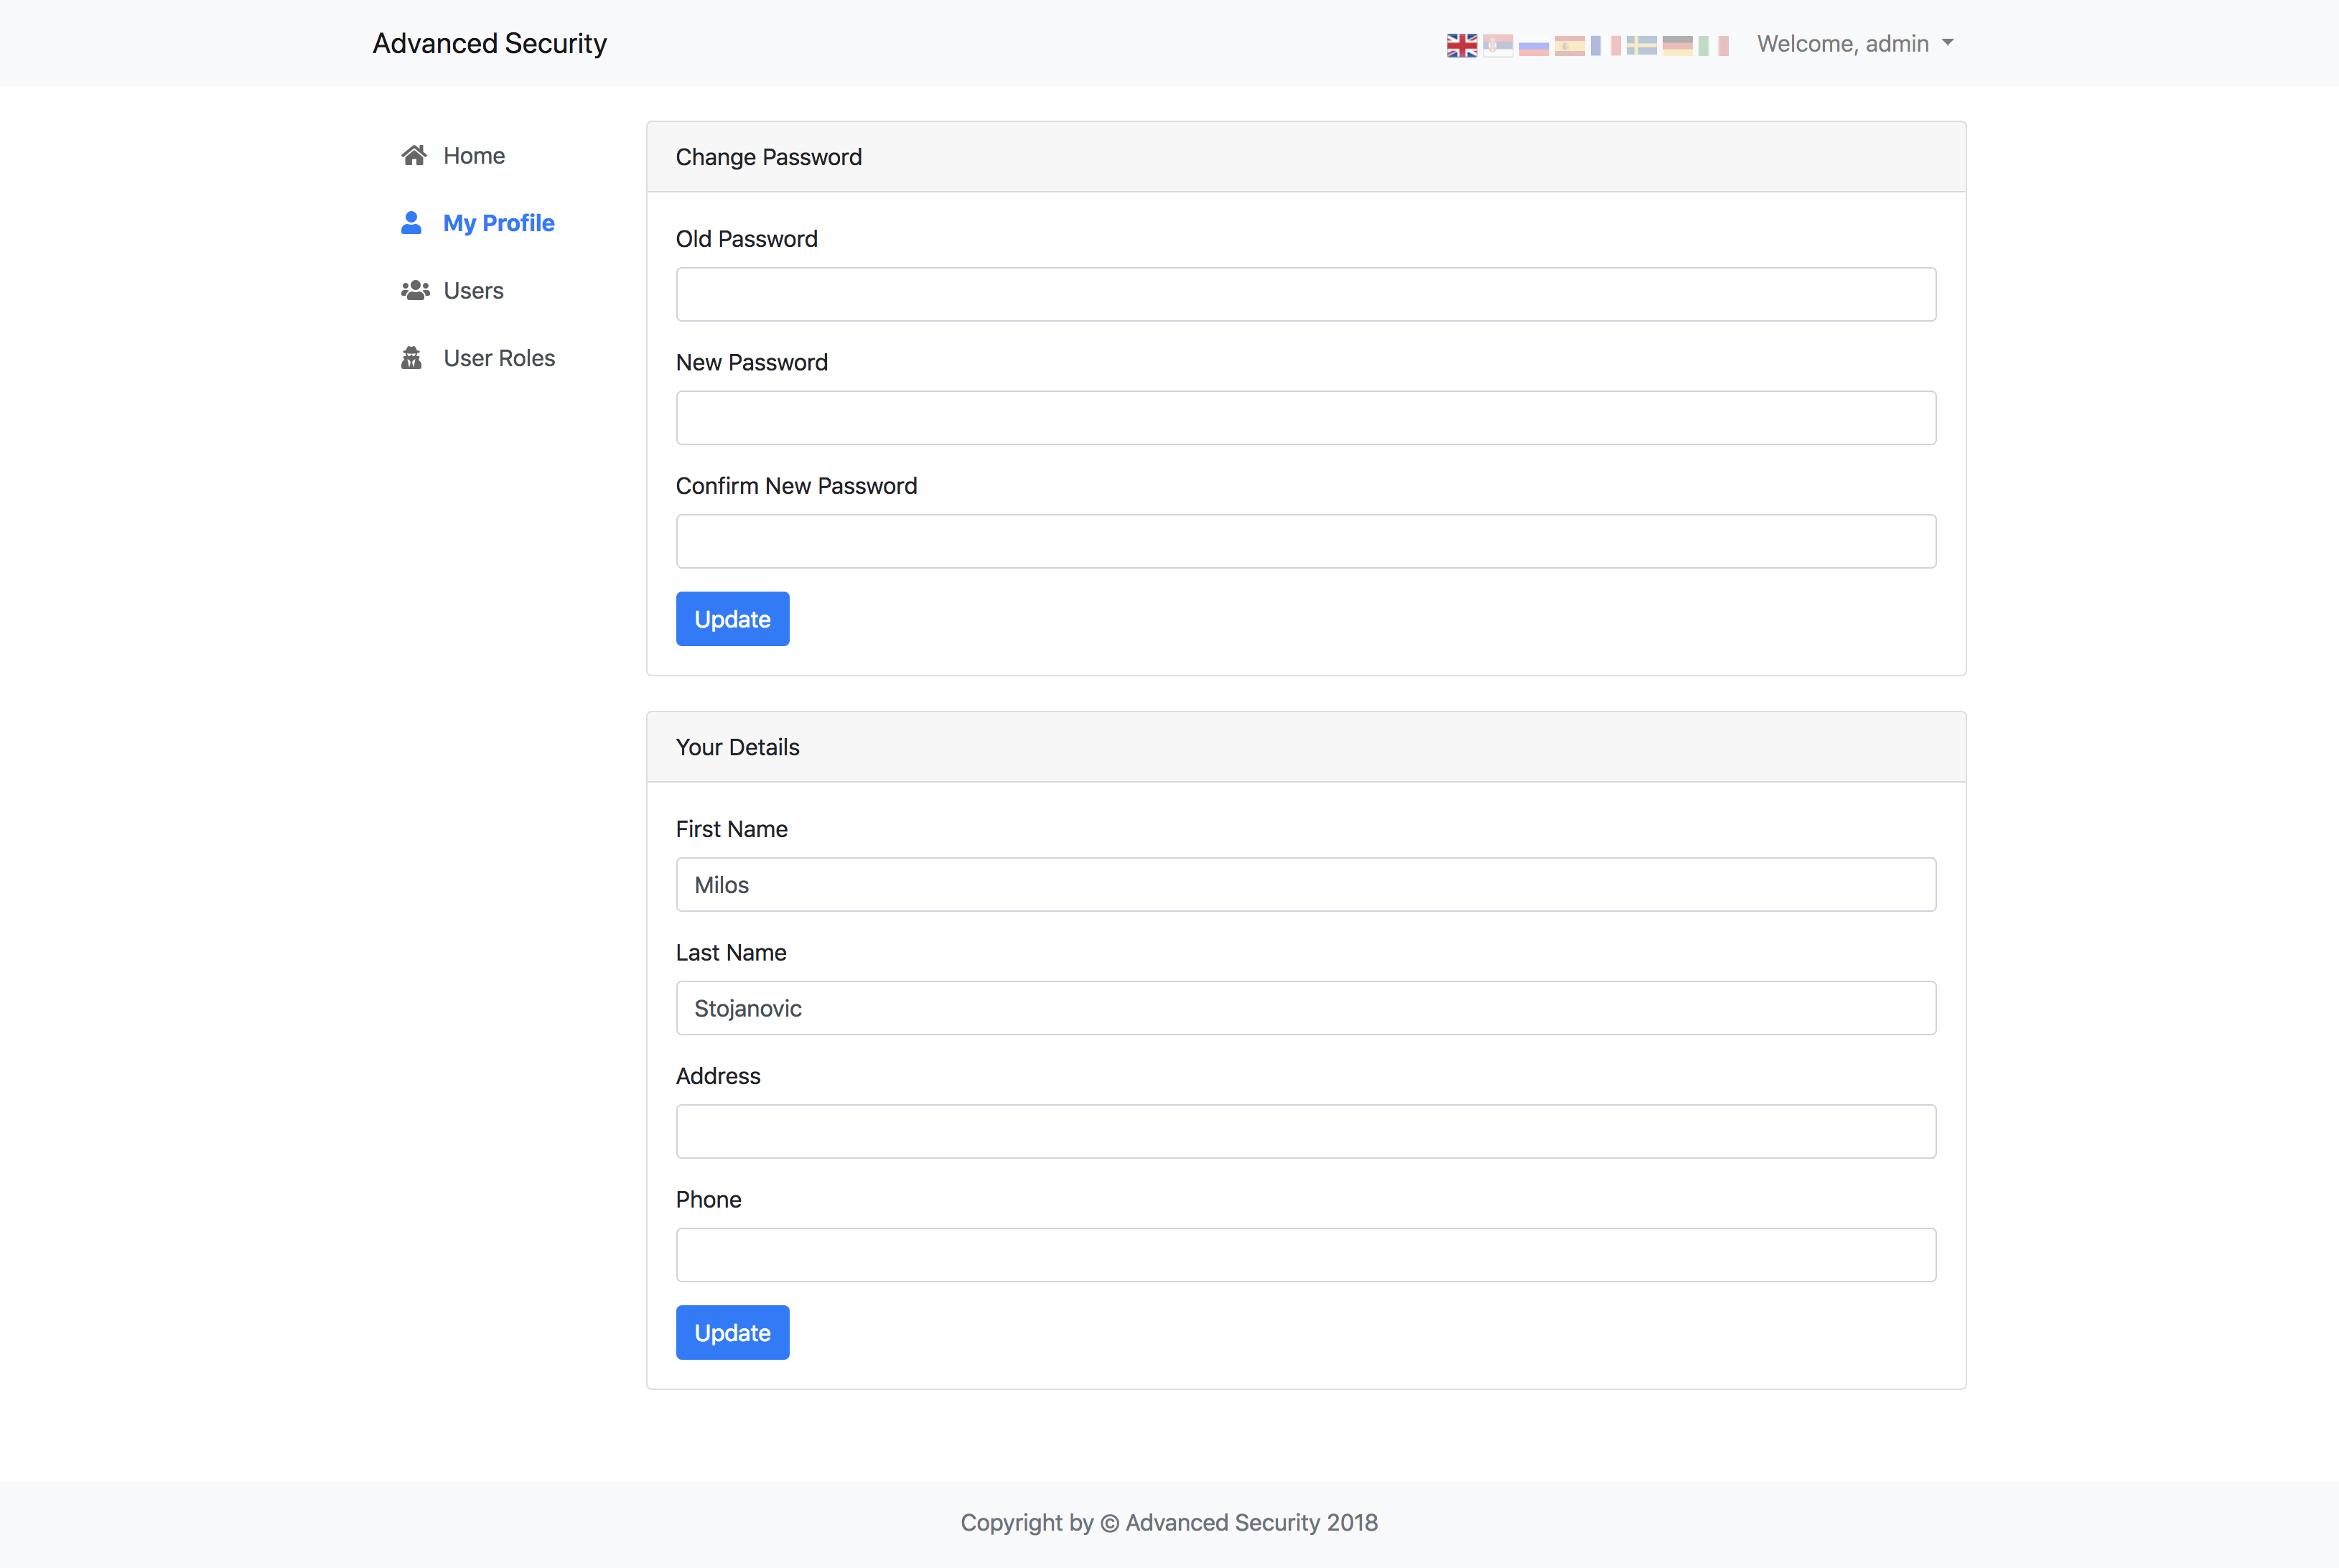 Advanced Security
Welcome, admin
Home
My Profile
Users
User Roles
Change Password
Old Password
New Password
Confirm New Password
Update
Your Details
First Name
Milos
Last Name
Stojanovic
Address
Phone
Update
Copyright by © Advanced Security 2018